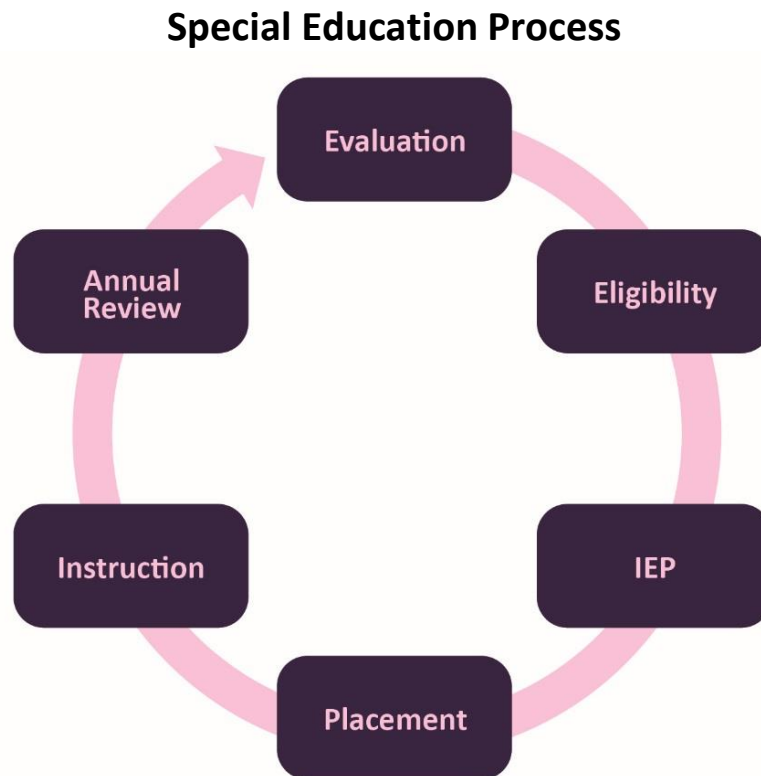 Special Education Process
Evaluation
Eligibility
IEP
Placement
Instruction
Annual
Review